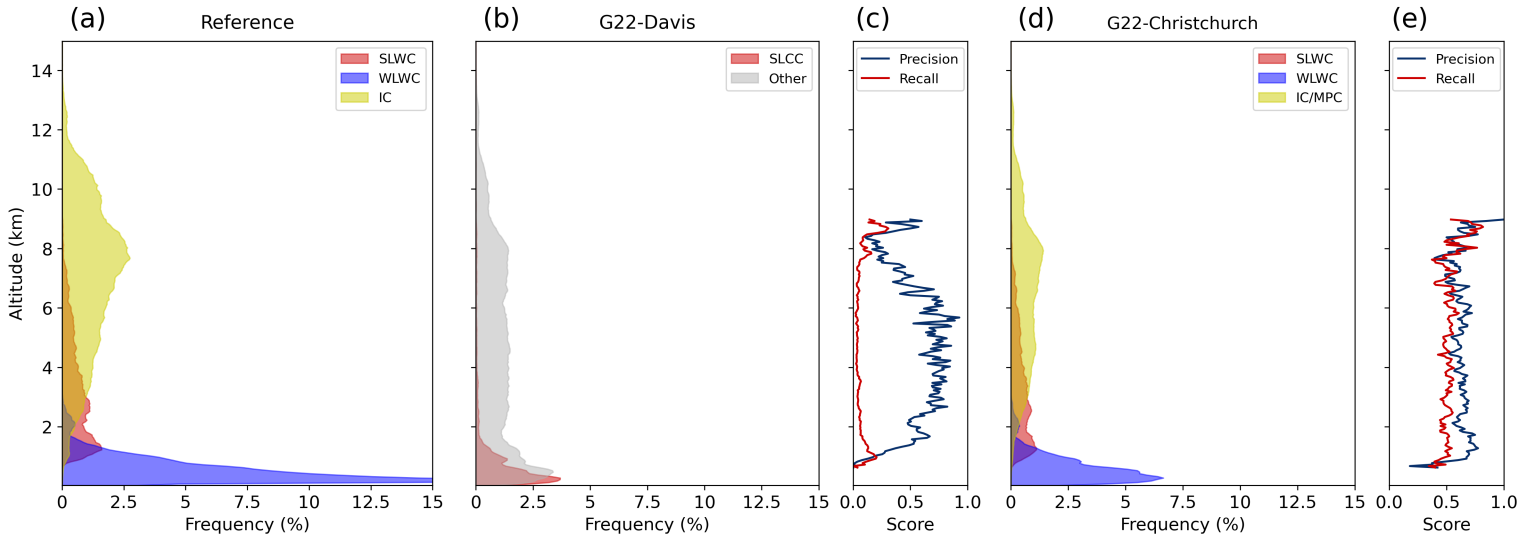 (a) Reference
(b) G22-Davis
(c)
(d) G22-Christchurch
(e)
SLWC
WLWC
IC
SLCC
Other
Precision
Recall
SLWC
WLWC
IC/MPC
Precision
Recall
14
12
10
8
6
4
2
Altitude (km)
0.0 2.5 5 7.5 10 12.5 15
0.0 2.5 5 7.5 10 12.5 15
0.0 0.5 1.0
0.0 2.5 5 7.5 10 12.5 15
0.0 0.5 1.0
Frequency (%)
Frequency (%)
Score
Frequency (%)
Score